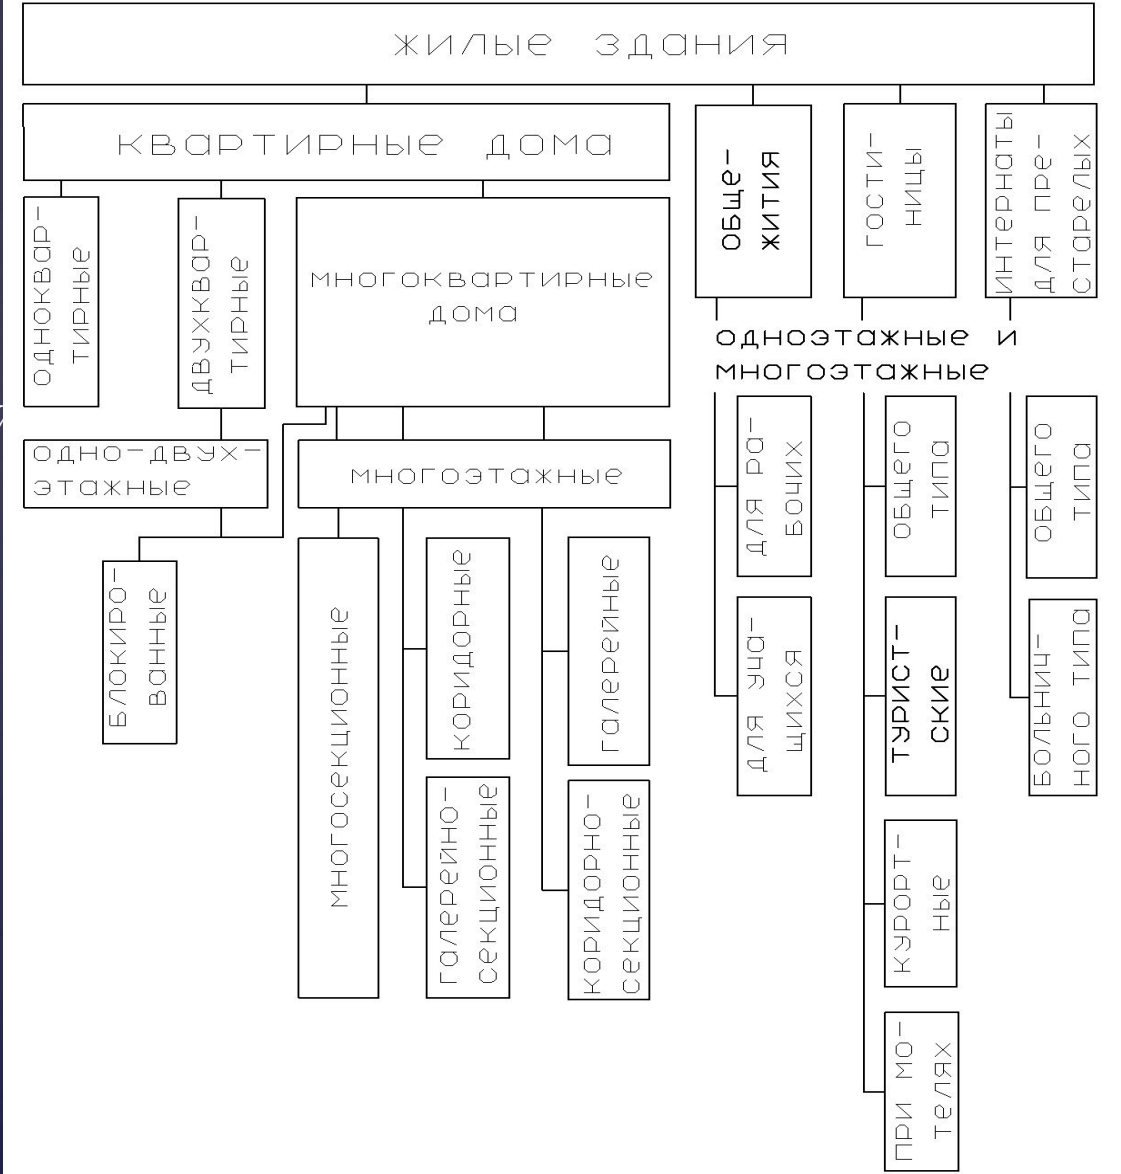 жилые здания
квартирные дома
одноквар-
тирные
двухквар-
тирные
многоквартирные
дома
обще-
жития
гости-
ницы
интернаты
для пре-
старелых
одноэтажные и
многоэтажные
одно-двух-
этажные
многоэтажные
блокиро-
ванные
многосекционные
коридорные
галерейно-
секционные
галерейные
коридорно-
секционные
для ра-
бочих
для уча-
щихся
общего
типа
турист-
ские
курорт-
ные
при мо-
телях
общего
типа
больнич-
ного типа